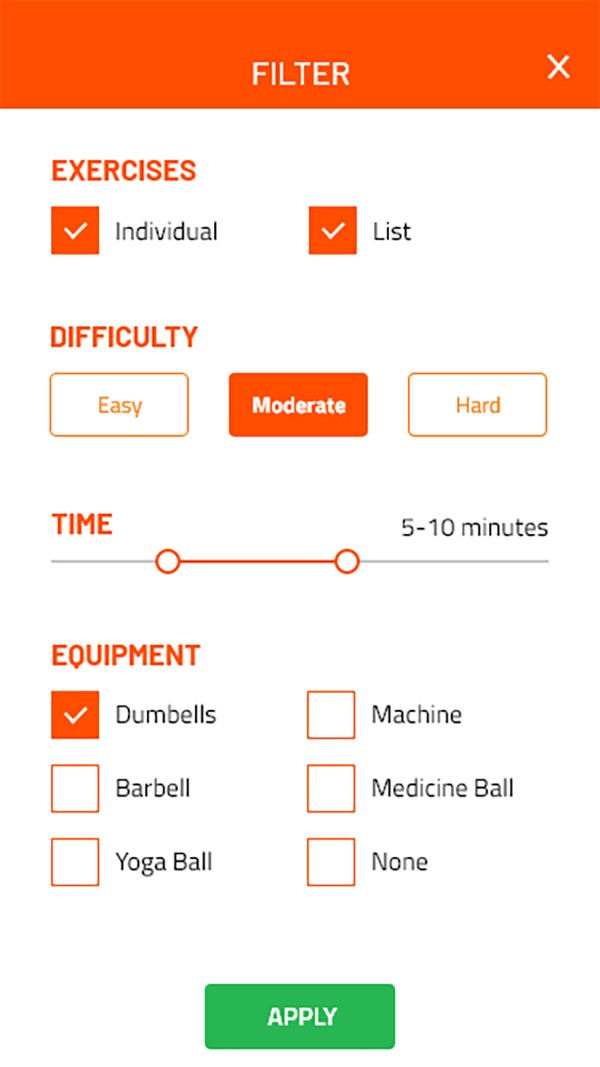 FILTER
EXERCISES
Individual
List
DIFFICULTY
Easy
Moderate
Hard
TIME
5-10 minutes
EQUIPMENT
Dumbells
Machine
Barbell
Medicine Ball
Yoga Ball
None
APPLY